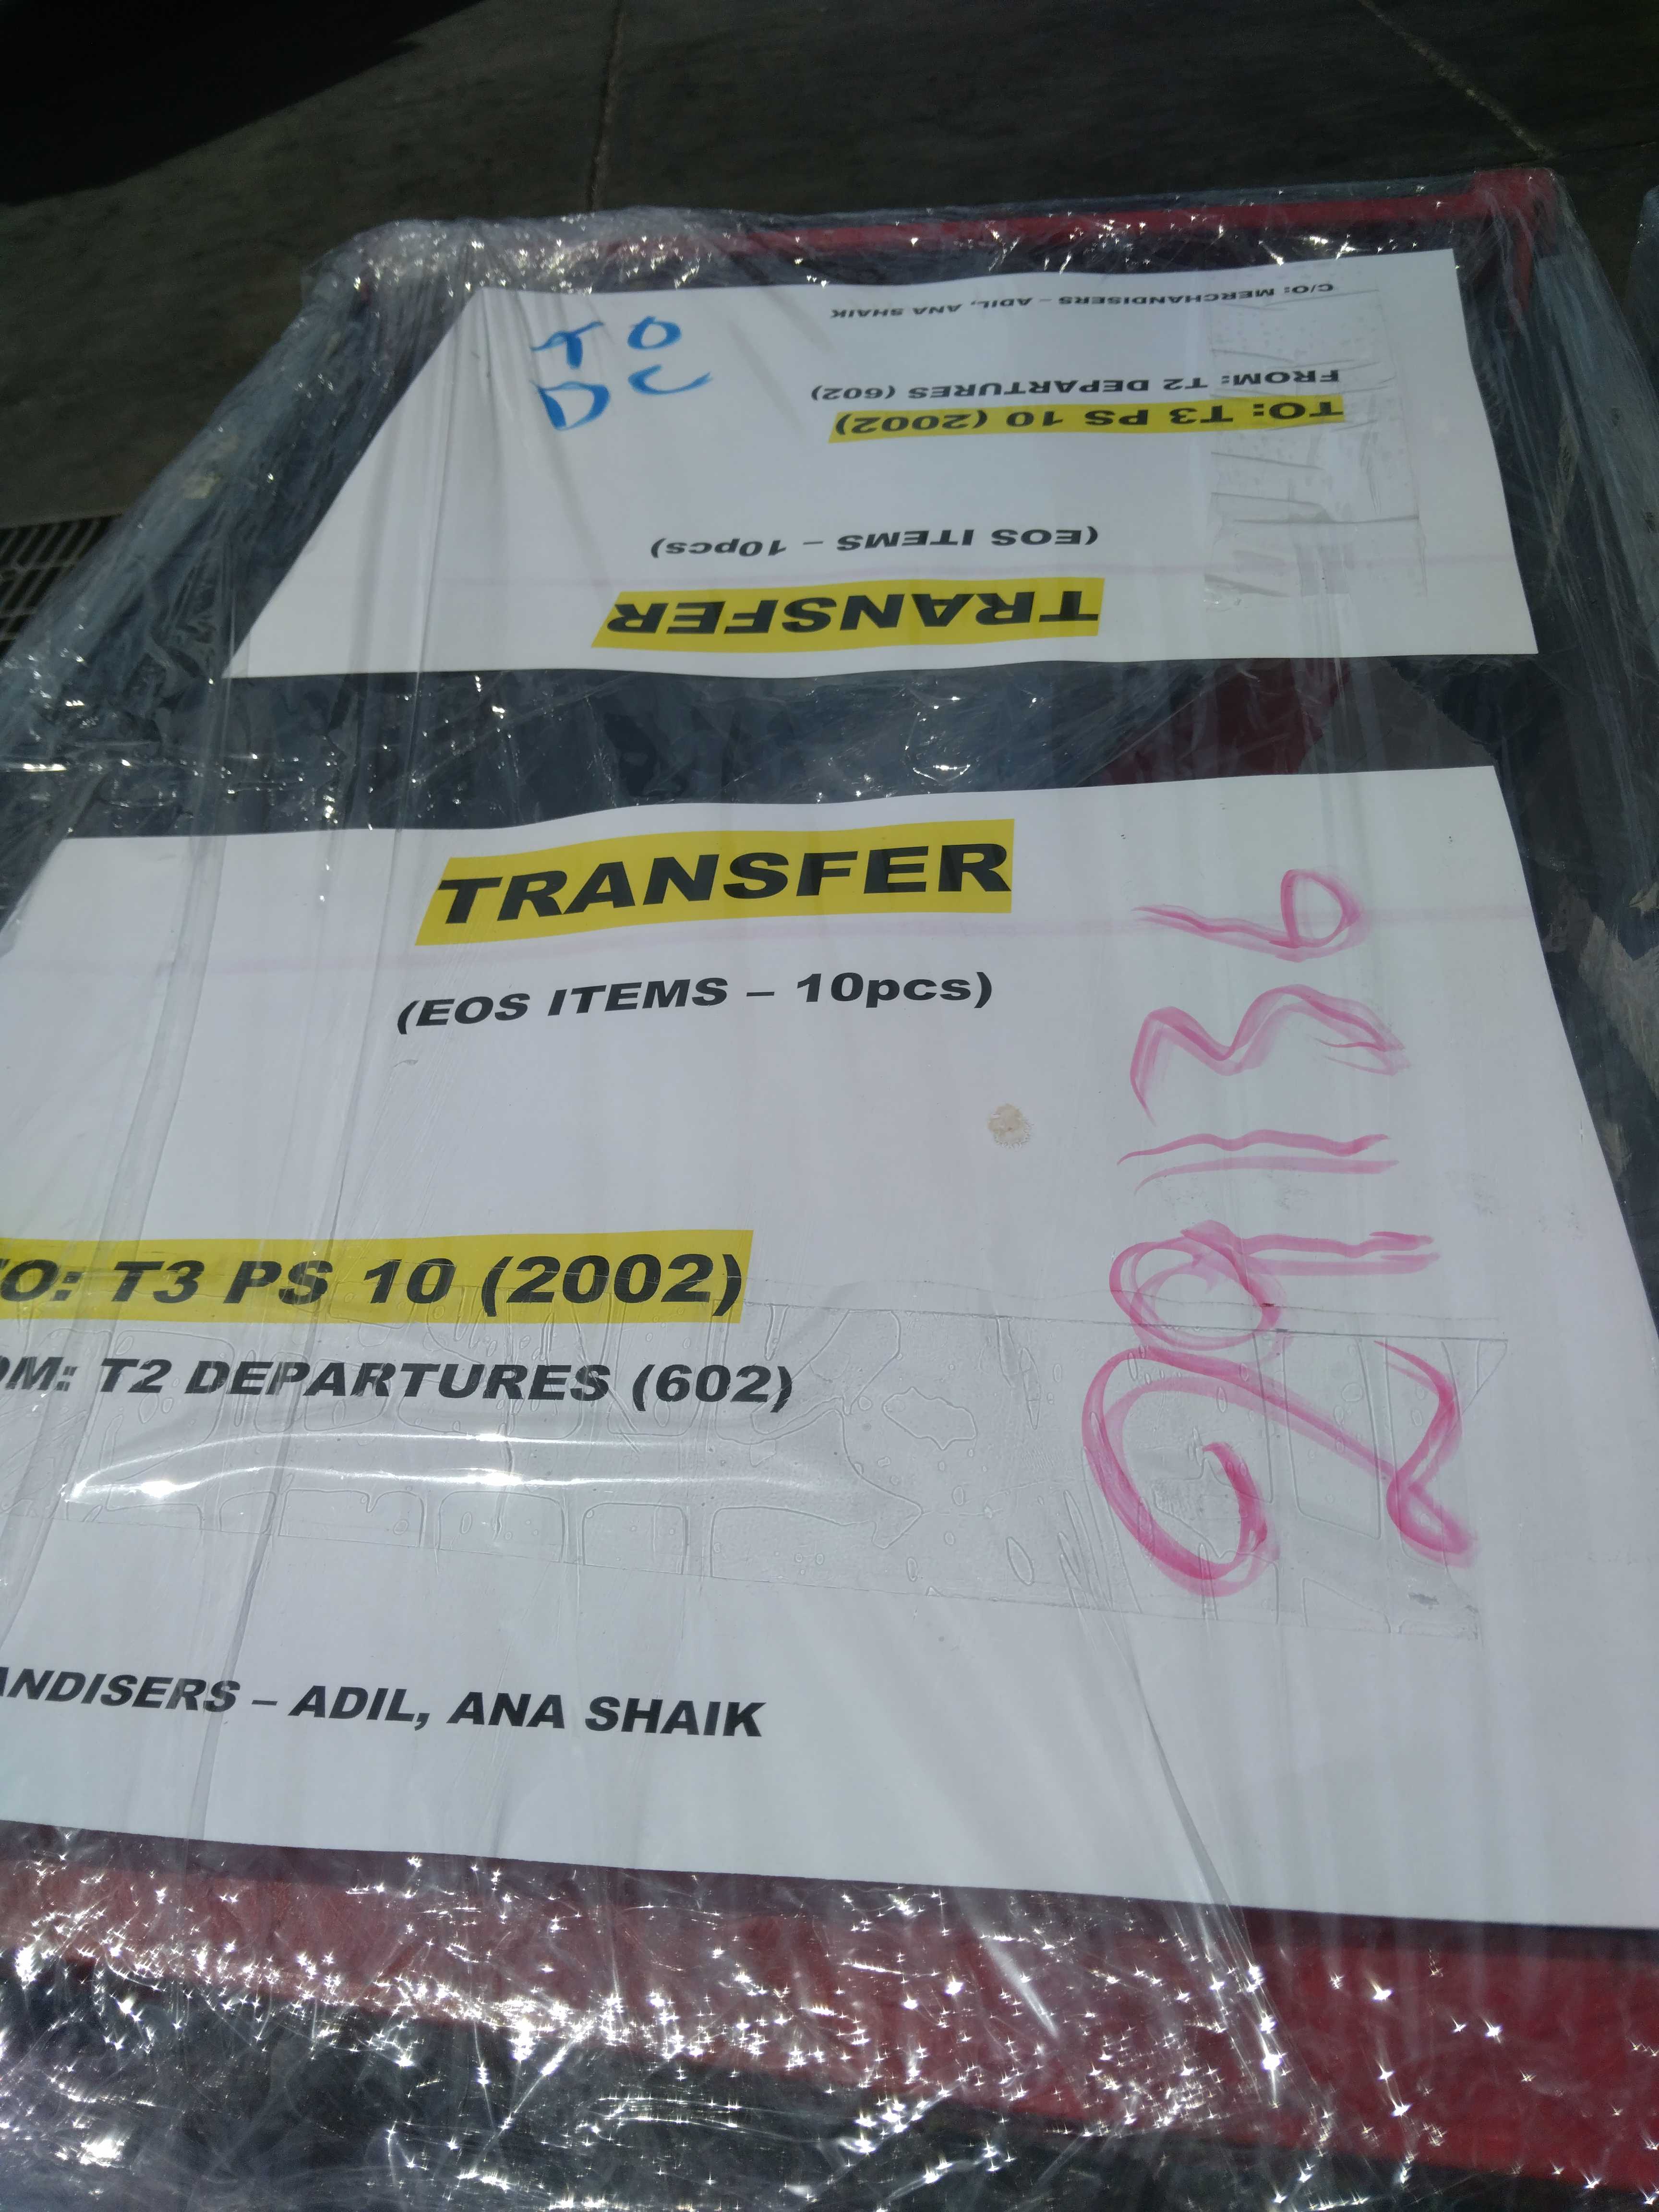 TO
DC
TRANSFER
(EOS ITEMS – 10pcs)
TO: T3 PS 10 (2002)
FROM: T2 DEPARTURES (602)
C/O: MERCHANDISERS – ADIL, ANA SHAIK
TRANSFER
(EOS ITEMS – 10pcs)
TO: T3 PS 10 (2002)
OM: T2 DEPARTURES (602)
ANDISERS – ADIL, ANA SHAIK
29136